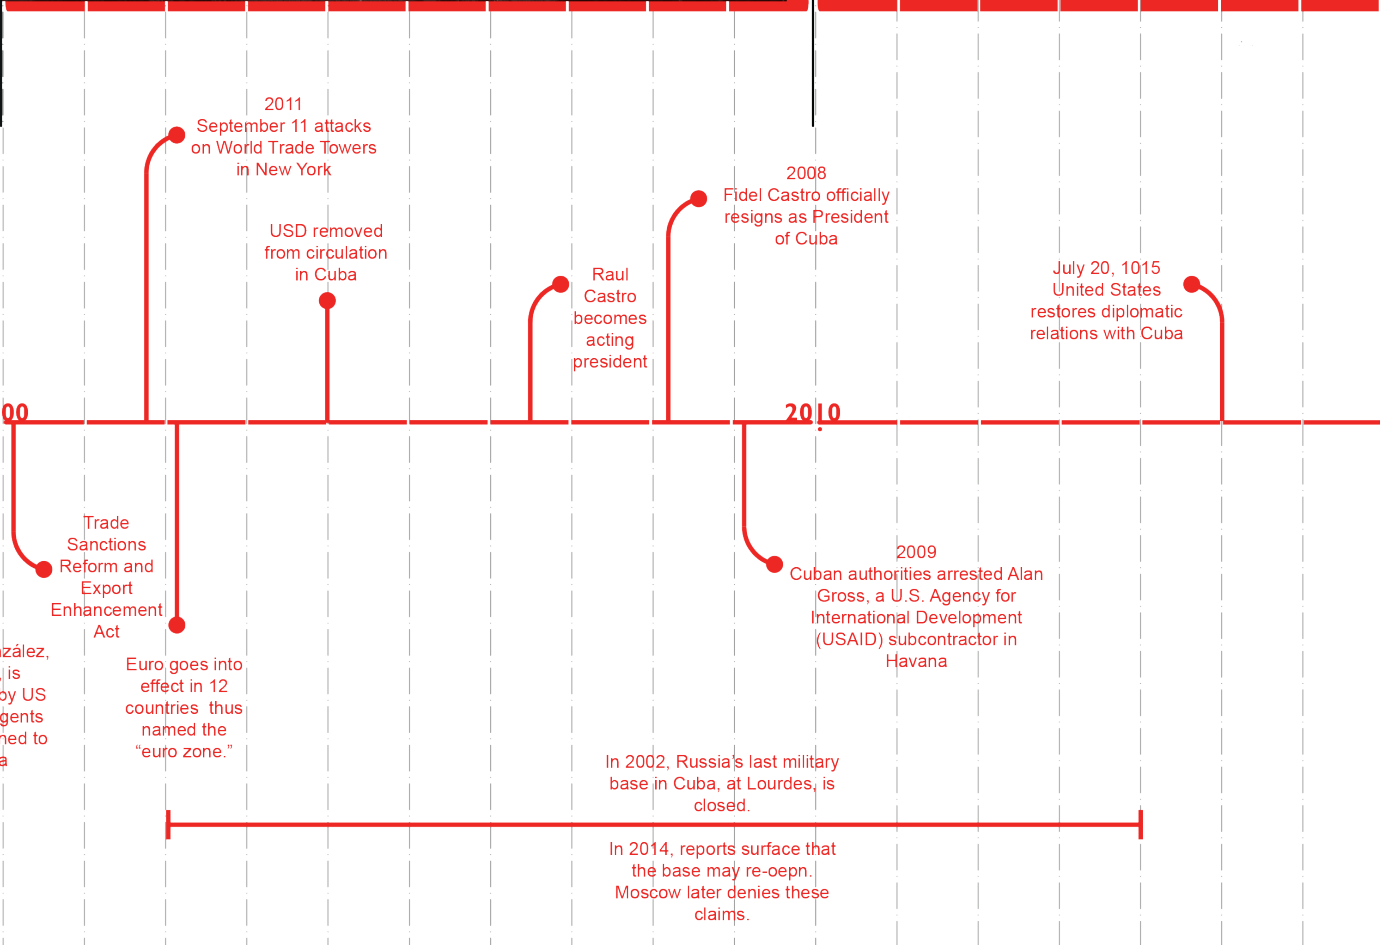 2011
September 11 attacks
on World Trade Towers
in New York
USD removed
from circulation
in Cuba
Raul
Castro
becomes
acting
president
2008
Fidel Castro officially
resigns as President
of Cuba
July 20, 1015
United States
restores diplomatic
relations with Cuba
00
2010
Trade
Sanctions
Reform and
Export
Enhancement
Act
nzález,
, is
by US
gents
ned to
a
Euro goes into
effect in 12
countries  thus
named the
“euro zone.”
2009
Cuban authorities arrested Alan
Gross, a U.S. Agency for
International Development
(USAID) subcontractor in
Havana
In 2002, Russia’s last military
base in Cuba, at Lourdes, is
closed.
In 2014, reports surface that
the base may re-oepn.
Moscow later denies these
claims.